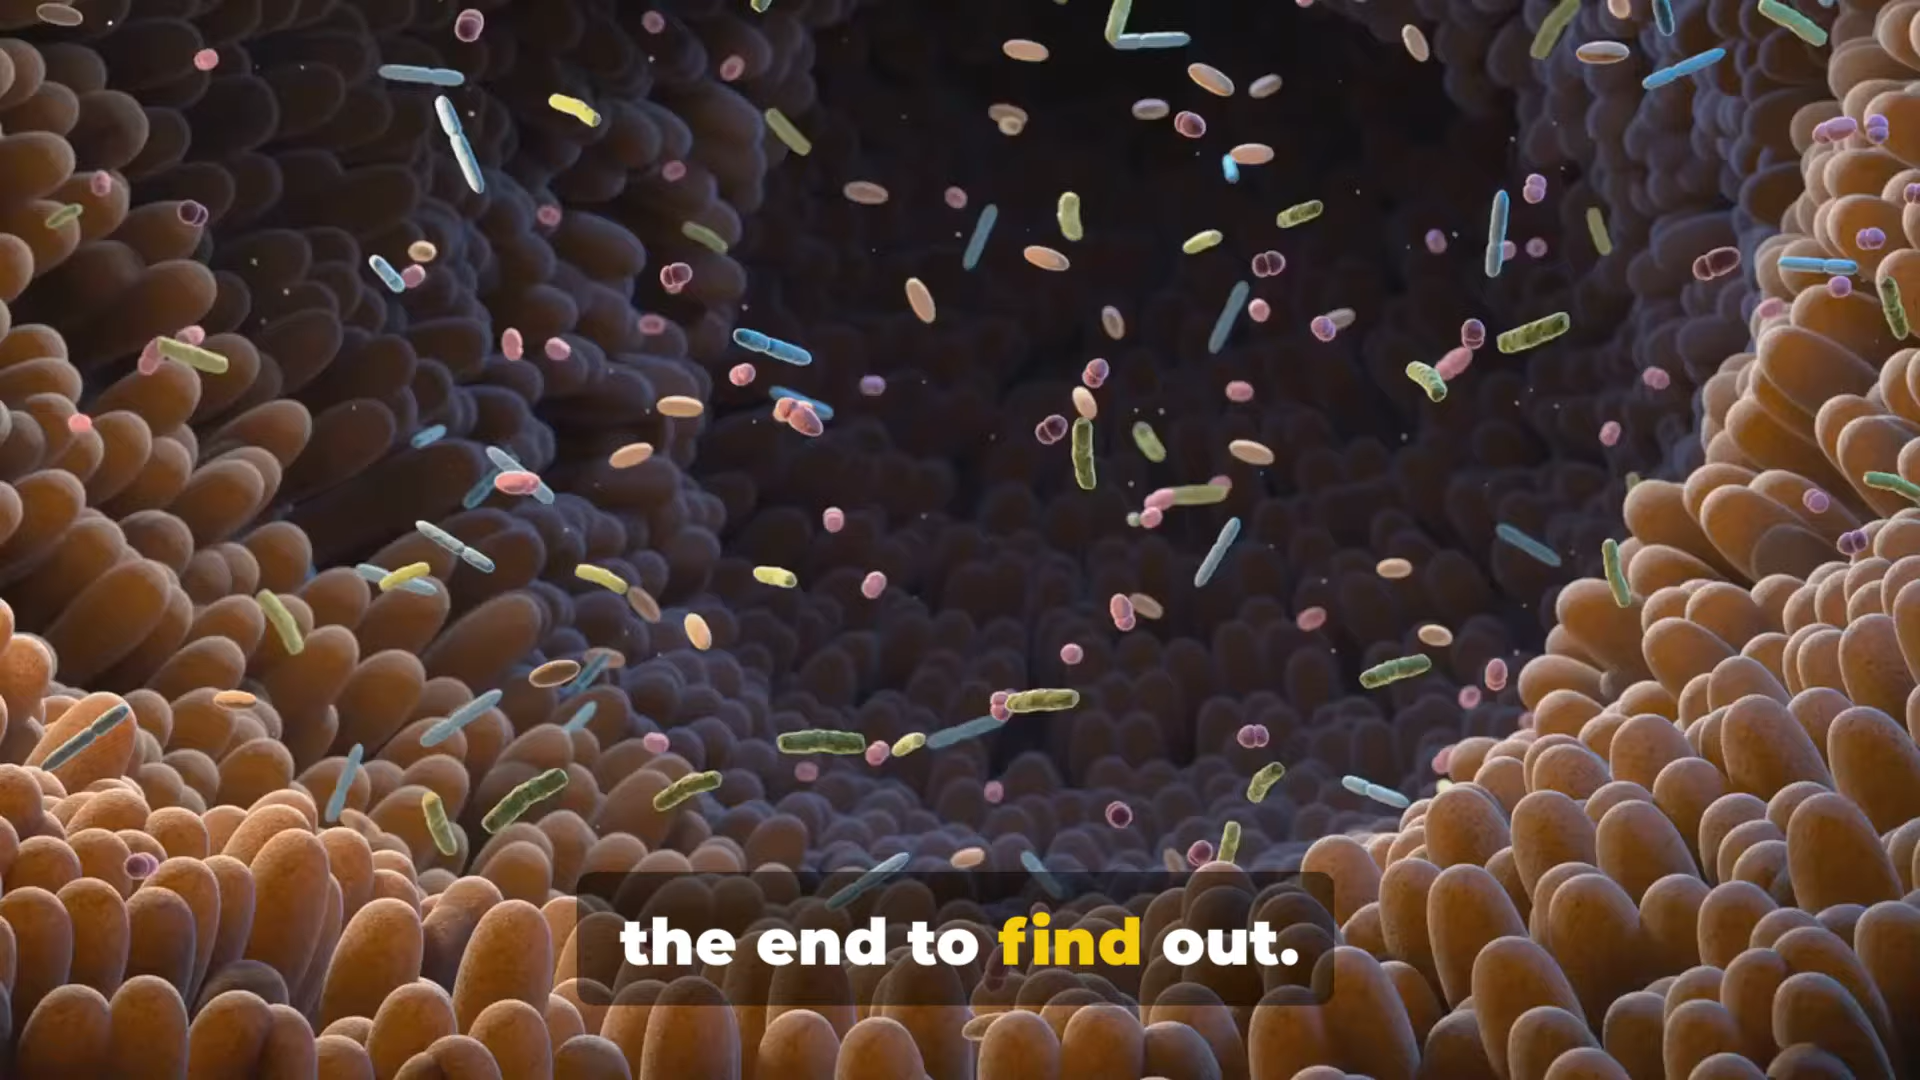 the end to find out.